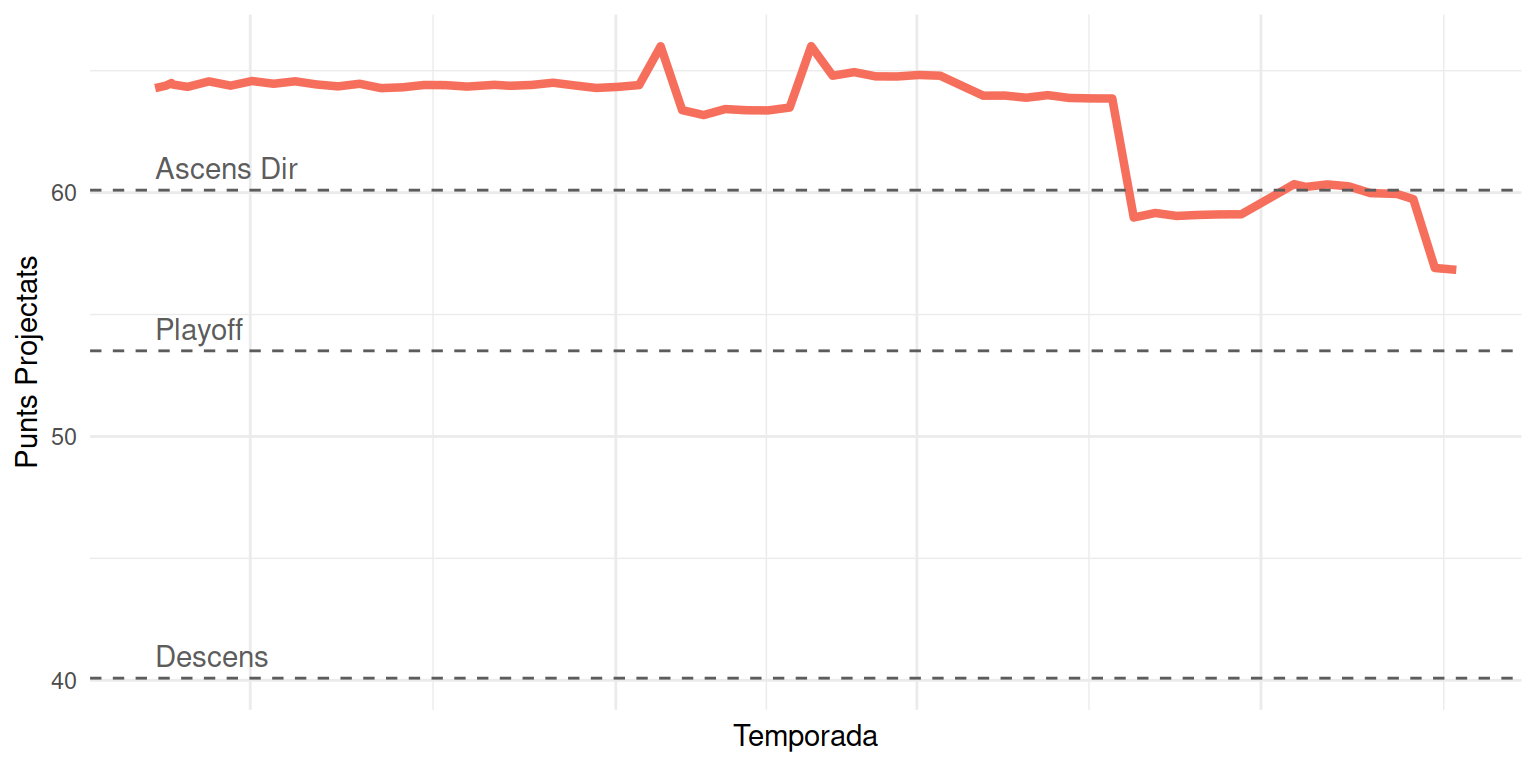 Ascens Dir
60
Playoff
Punts Projectats
50
Descens
40
Temporada